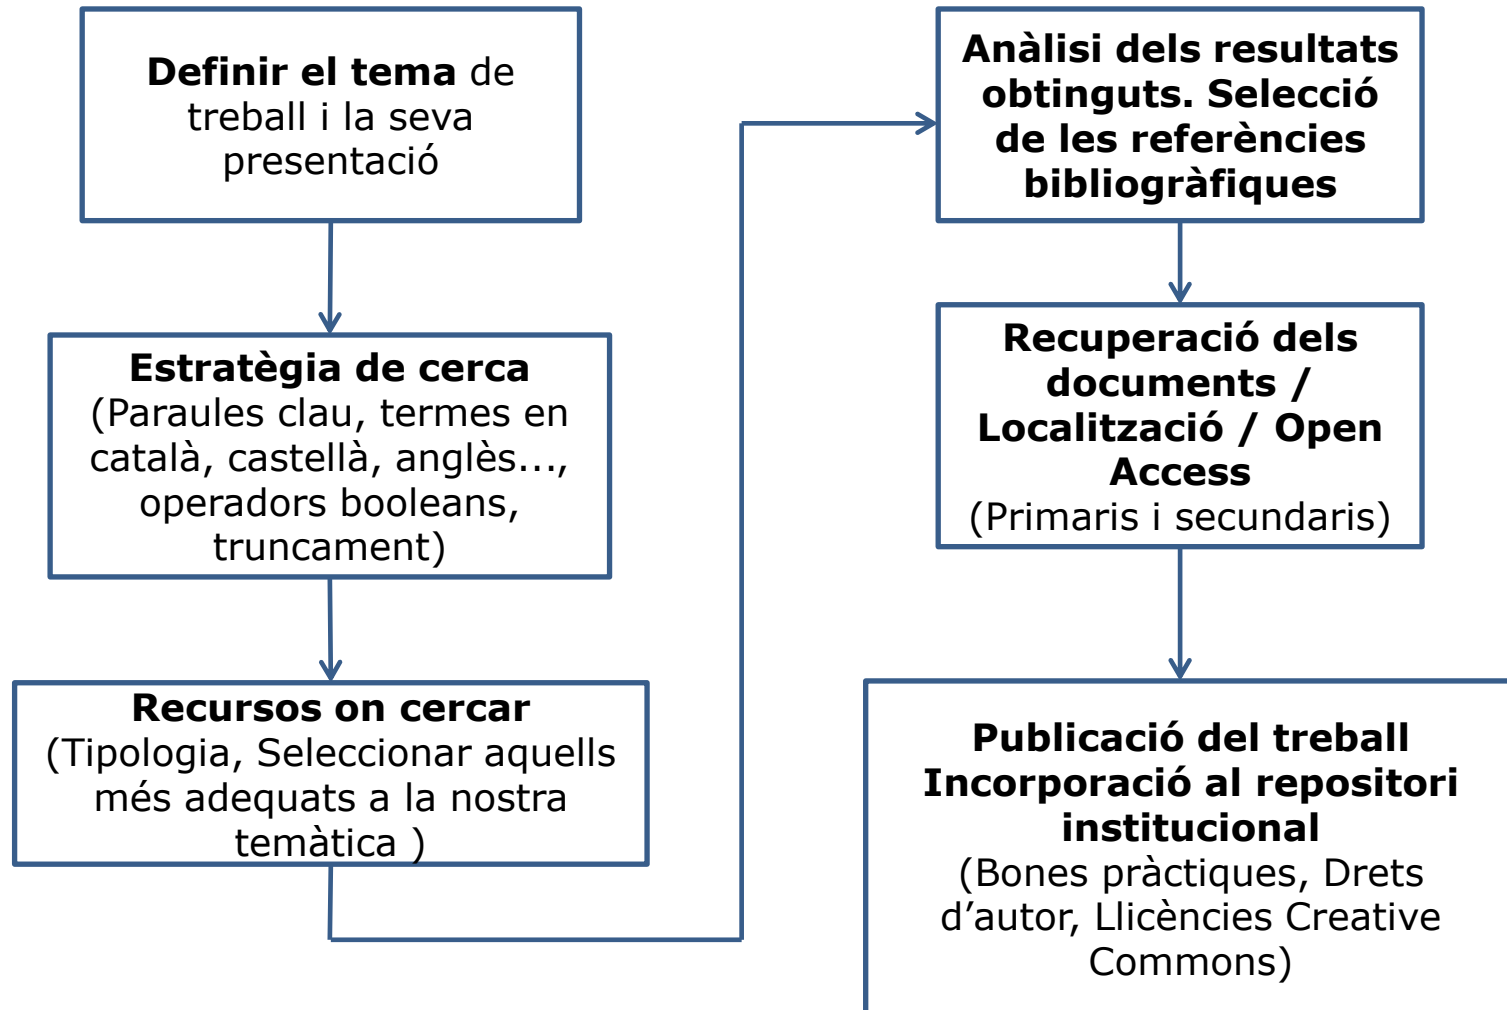 Definir el tema de
treball i la seva
presentació
Estratègia de cerca
(Paraules clau, termes en
català, castellà, anglès...,
operadors booleans,
truncament)
Recursos on cercar
(Tipologia, Seleccionar aquells
més adequats a la nostra
temàtica )
Anàlisi dels resultats
obtinguts. Selecció
de les referències
bibliogràfiques
Recuperació dels
documents /
Localització / Open
Access
(Primaris i secundaris)
Publicació del treball
Incorporació al repositori
institucional
(Bones pràctiques, Drets
d’autor, Llicències Creative
Commons)